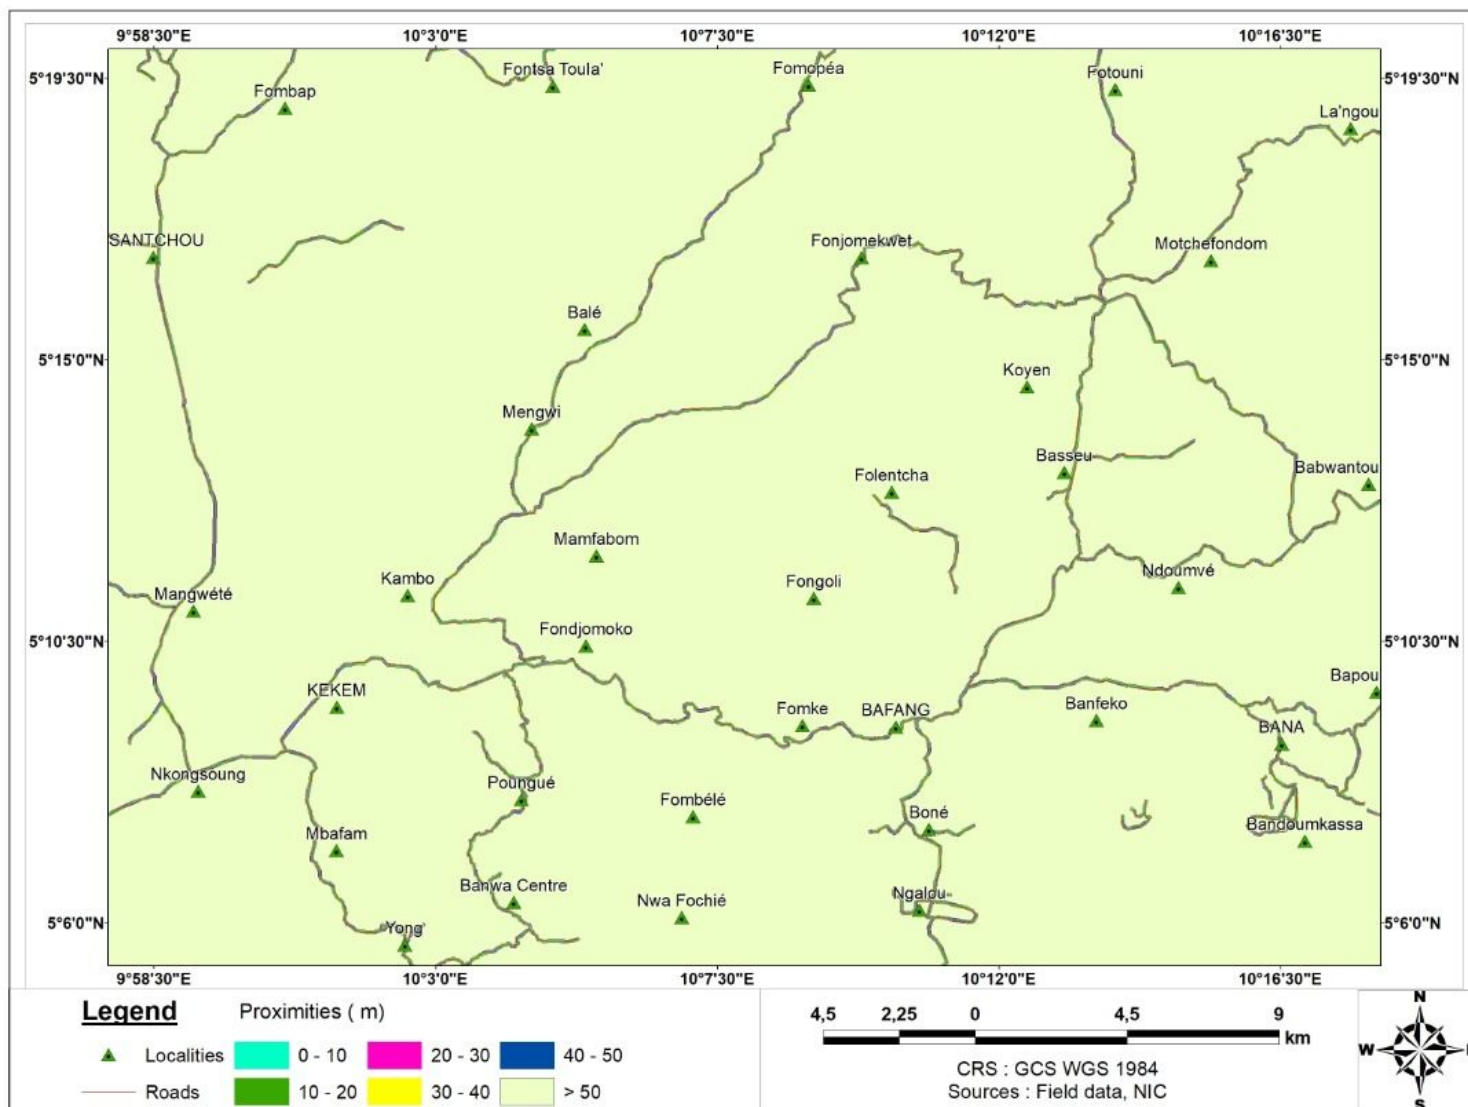 9°58'30"E 10°3'0"E 10°7'30"E 10°12'0"E 10°16'30"E
5°19'30"N 5°19'30"N
Fontsa Toula' Fomopéa Fotouni
Fombap
La'ngou
SANTCHOU Fonjomekwet Motchefondom
Balé
5°15'0"N 5°15'0"N
Koyen
Mengwi
Basseu
Folentcha Babwantou
Mamfabom
Kambo Fongoli Ndoumvé
Mangwété
Fondjomoko
5°10'30"N 5°10'30"N
Bapou
KEKEM Fomke BAFANG Banfeko
BANA
Nkongsoung Poungué
Fombélé
Boné
Mbafam Bandoumkassa
Banwa Centre
Nwa Fochié Ngalou
5°6'0"N 5°6'0"N
Yong'
9°58'30"E 10°3'0"E 10°7'30"E 10°12'0"E 10°16'30"E
Legend Proximities ( m)
Localities 0 - 10 20 - 30 40 - 50
Roads 10 - 20 30 - 40 > 50
4,5 2,25 0 4,5 9
km
CRS : GCS WGS 1984
Sources : Field data, NIC
N
W E
S